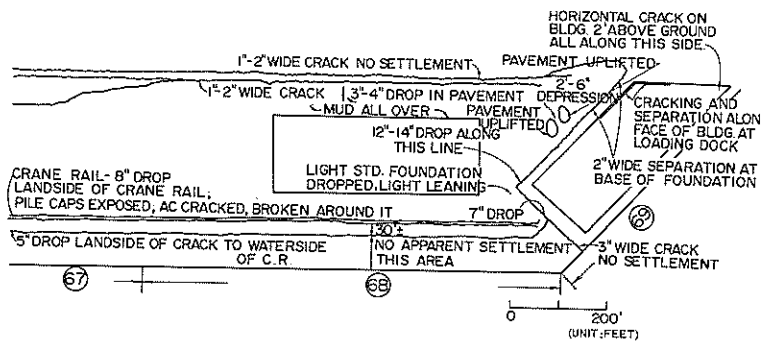 HORIZONTAL CRACK ON
BLDG. 2' ABOVE GROUND
ALL ALONG THIS SIDE.
1"-2" WIDE CRACK NO SETTLEMENT
PAVEMENT UPLIFTED
2'-6"
DEPRESSION
1"-2" WIDE CRACK
3"-4" DROP IN PAVEMENT
MUD ALL OVER
PAVEMENT
UPLIFTED
CRACKING AND
SEPARATION ALON
FACE OF BLDG. AT
LOADING DOCK
12"-14" DROP ALONG
THIS LINE
2" WIDE SEPARATION AT
BASE OF FOUNDATION
LIGHT STD. FOUNDATION
DROPPED, LIGHT LEANING
CRANE RAIL-8" DROP
LANDSIDE OF CRANE RAIL;
PILE CAPS EXPOSED; AC CRACKED, BROKEN AROUND IT
7" DROP
69
30'±
5" DROP LANDSIDE OF CRACK TO WATERSIDE
OF C.R.
NO APPARENT SETTLEMENT
THIS AREA
3" WIDE CRACK
NO SETTLEMENT
67
68
0 200'
(UNIT:FEET)